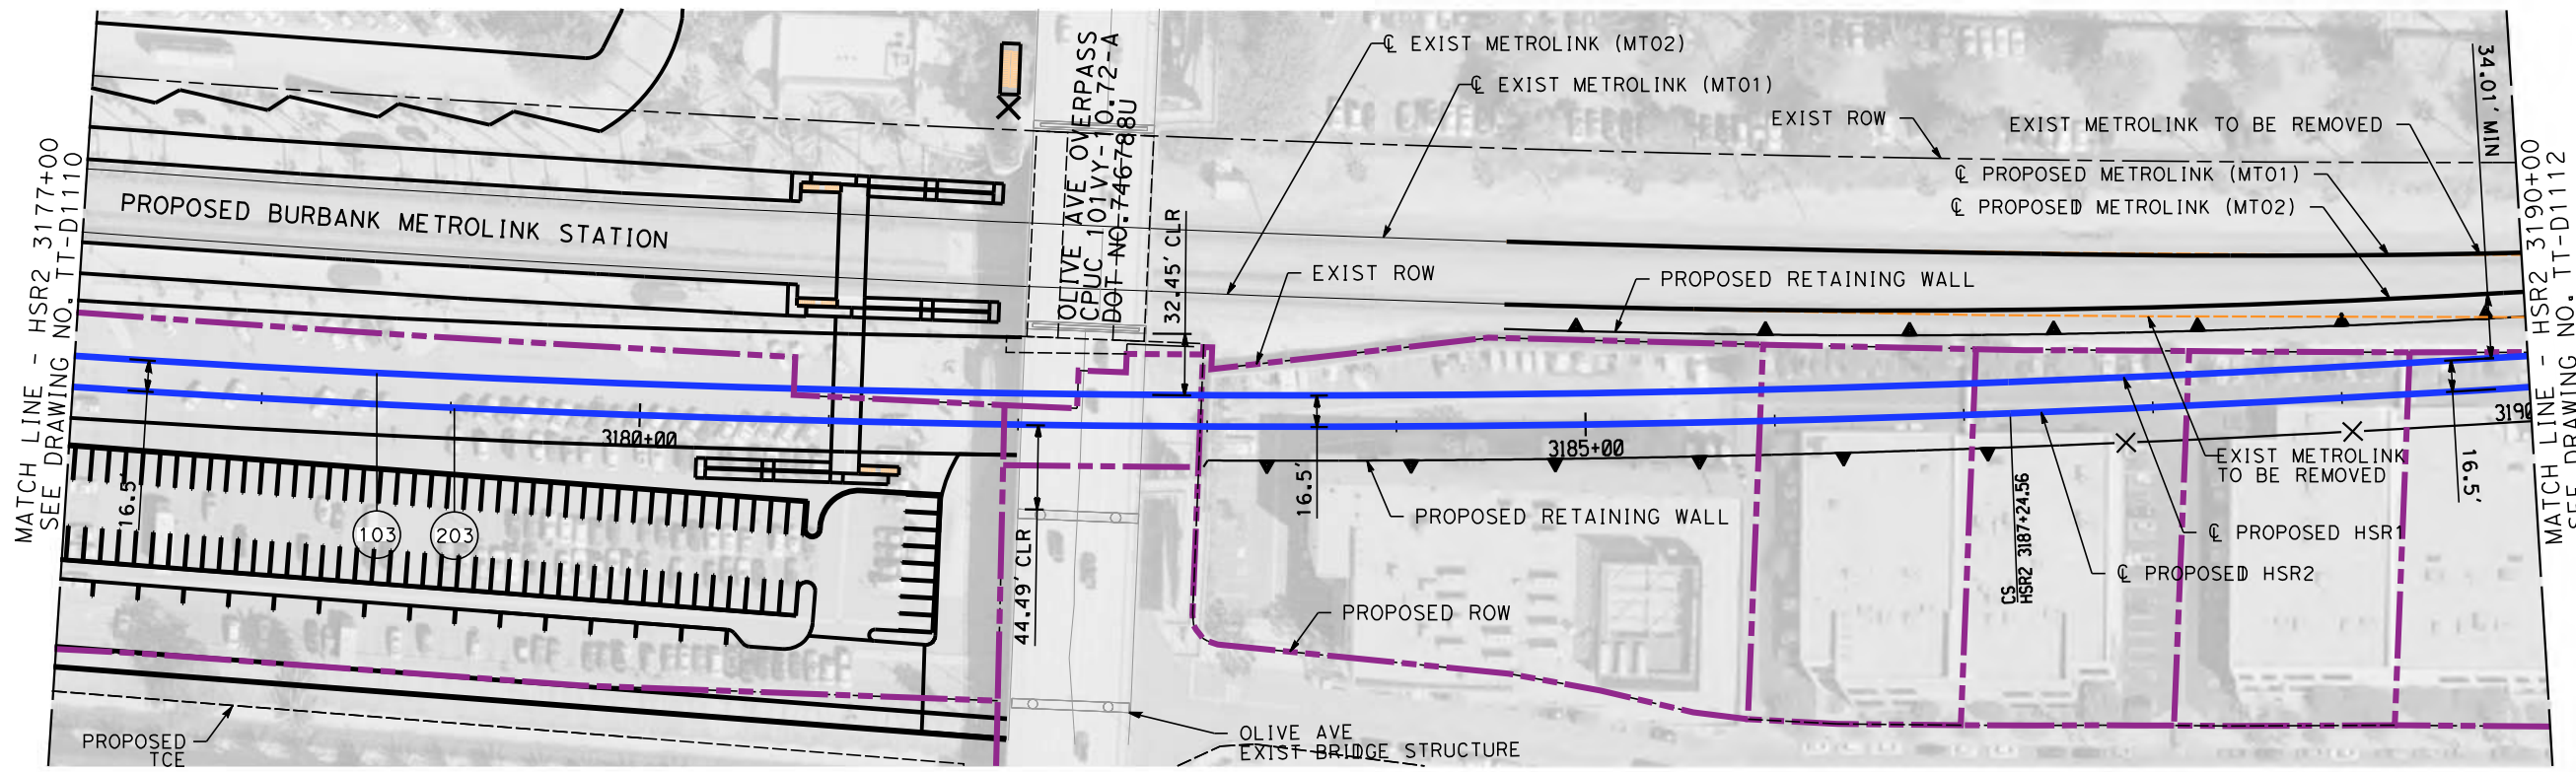 MATCH LINE - HSR2 3177+00
SEE DRAWING NO. TT-D1110
PROPOSED BURBANK METROLINK STATION
OLIVE AVE OVERPASS
CPUC 101VY-10.72-A
DOT NO.746788U
32.45' CLR
℄ EXIST METROLINK (MT02)
℄ EXIST METROLINK (MT01)
EXIST ROW
EXIST METROLINK TO BE REMOVED
℄ PROPOSED METROLINK (MT01)
℄ PROPOSED METROLINK (MT02)
34.01' MIN
EXIST ROW
PROPOSED RETAINING WALL
MATCH LINE - HSR2 3190+00
SEE DRAWING NO. TT-D1112
3180+00
3185+00
3190
16.5'
103
203
44.49' CLR
16.5'
PROPOSED RETAINING WALL
CS
HSR2 3187+24.56
EXIST METROLINK
TO BE REMOVED
16.5'
℄ PROPOSED HSR1
℄ PROPOSED HSR2
PROPOSED ROW
PROPOSED
TCE
OLIVE AVE
EXIST BRIDGE STRUCTURE